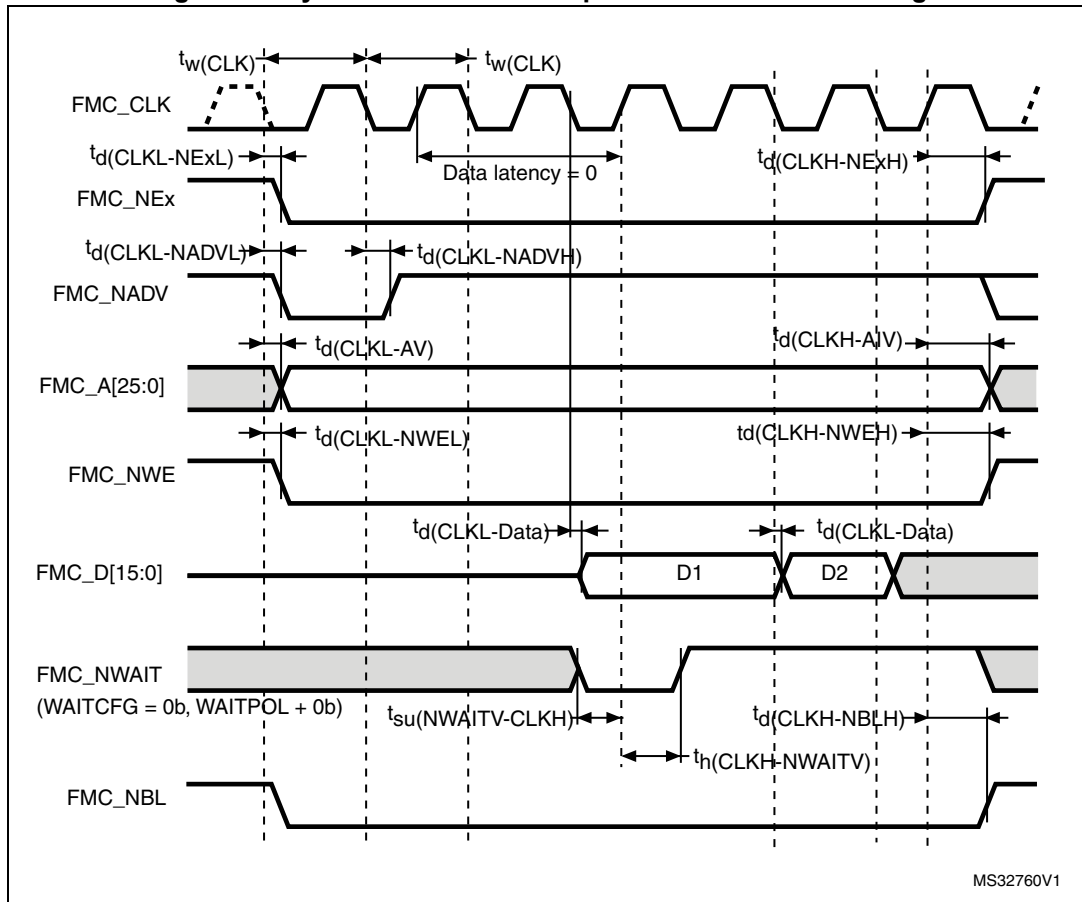 tw(CLK) tw(CLK)
FMC_CLK
td(CLKL-NExL) Data latency = 0 td(CLKH-NExH)
FMC_NEx
td(CLKL-NADVL) td(CLKL-NADVH)
FMC_NADV
td(CLKL-AV) td(CLKH-AIV)
FMC_A[25:0]
td(CLKL-NWEL) td(CLKH-NWEH)
FMC_NWE
td(CLKL-Data) td(CLKL-Data)
FMC_D[15:0] D1 D2
FMC_NWAIT
(WAITCFG = 0b, WAITPOL + 0b)
tsu(NWAITV-CLKH) td(CLKH-NBLH)
th(CLKH-NWAITV)
FMC_NBL
MS32760V1